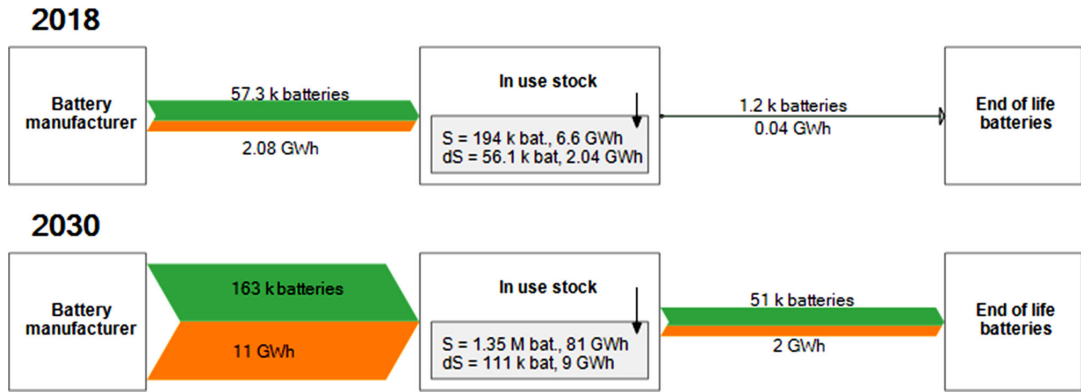 2018
Battery
manufacturer
57.3 k batteries
2.08 GWh
In use stock
S = 194 k bat., 6.6 GWh
dS = 56.1 k bat, 2.04 GWh
1.2 k batteries
0.04 GWh
End of life
batteries
2030
Battery
manufacturer
163 k batteries
11 GWh
In use stock
S = 1.35 M bat., 81 GWh
dS = 111 k bat, 9 GWh
51 k batteries
2 GWh
End of life
batteries